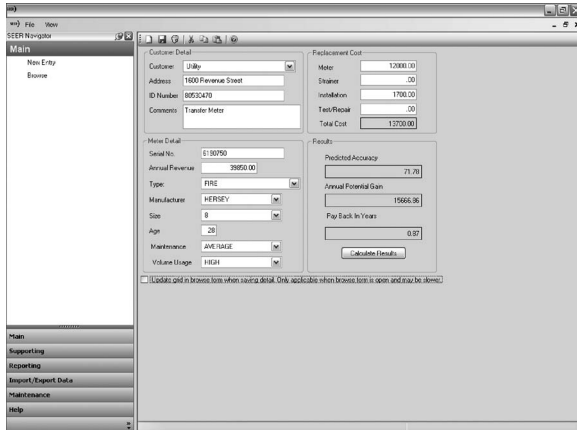 File View
SEER Navigator
Main
New Entry
Browse
Customer Detail
Customer Utility
Address 1600 Revenue Street
ID Number 80530470
Comments Transfer Meter
Replacement Cost
Meter 12000.00
Strainer .00
Installation 1700.00
Test/Repair .00
Total Cost 13700.00
Meter Detail
Serial No. 6190750
Annual Revenue 39850.00
Type: FIRE
Manufacturer HERSEY
Size 8
Age 28
Maintenance AVERAGE
Volume Usage HIGH
Results
Predicted Accuracy
71.78
Annual Potential Gain
15666.86
Pay Back In Years
0.87
Calculate Results
Update grid in browse form when saving detail. Only applicable when browse form is open and may be slower.
Main
Supporting
Reporting
Import/Export Data
Maintenance
Help